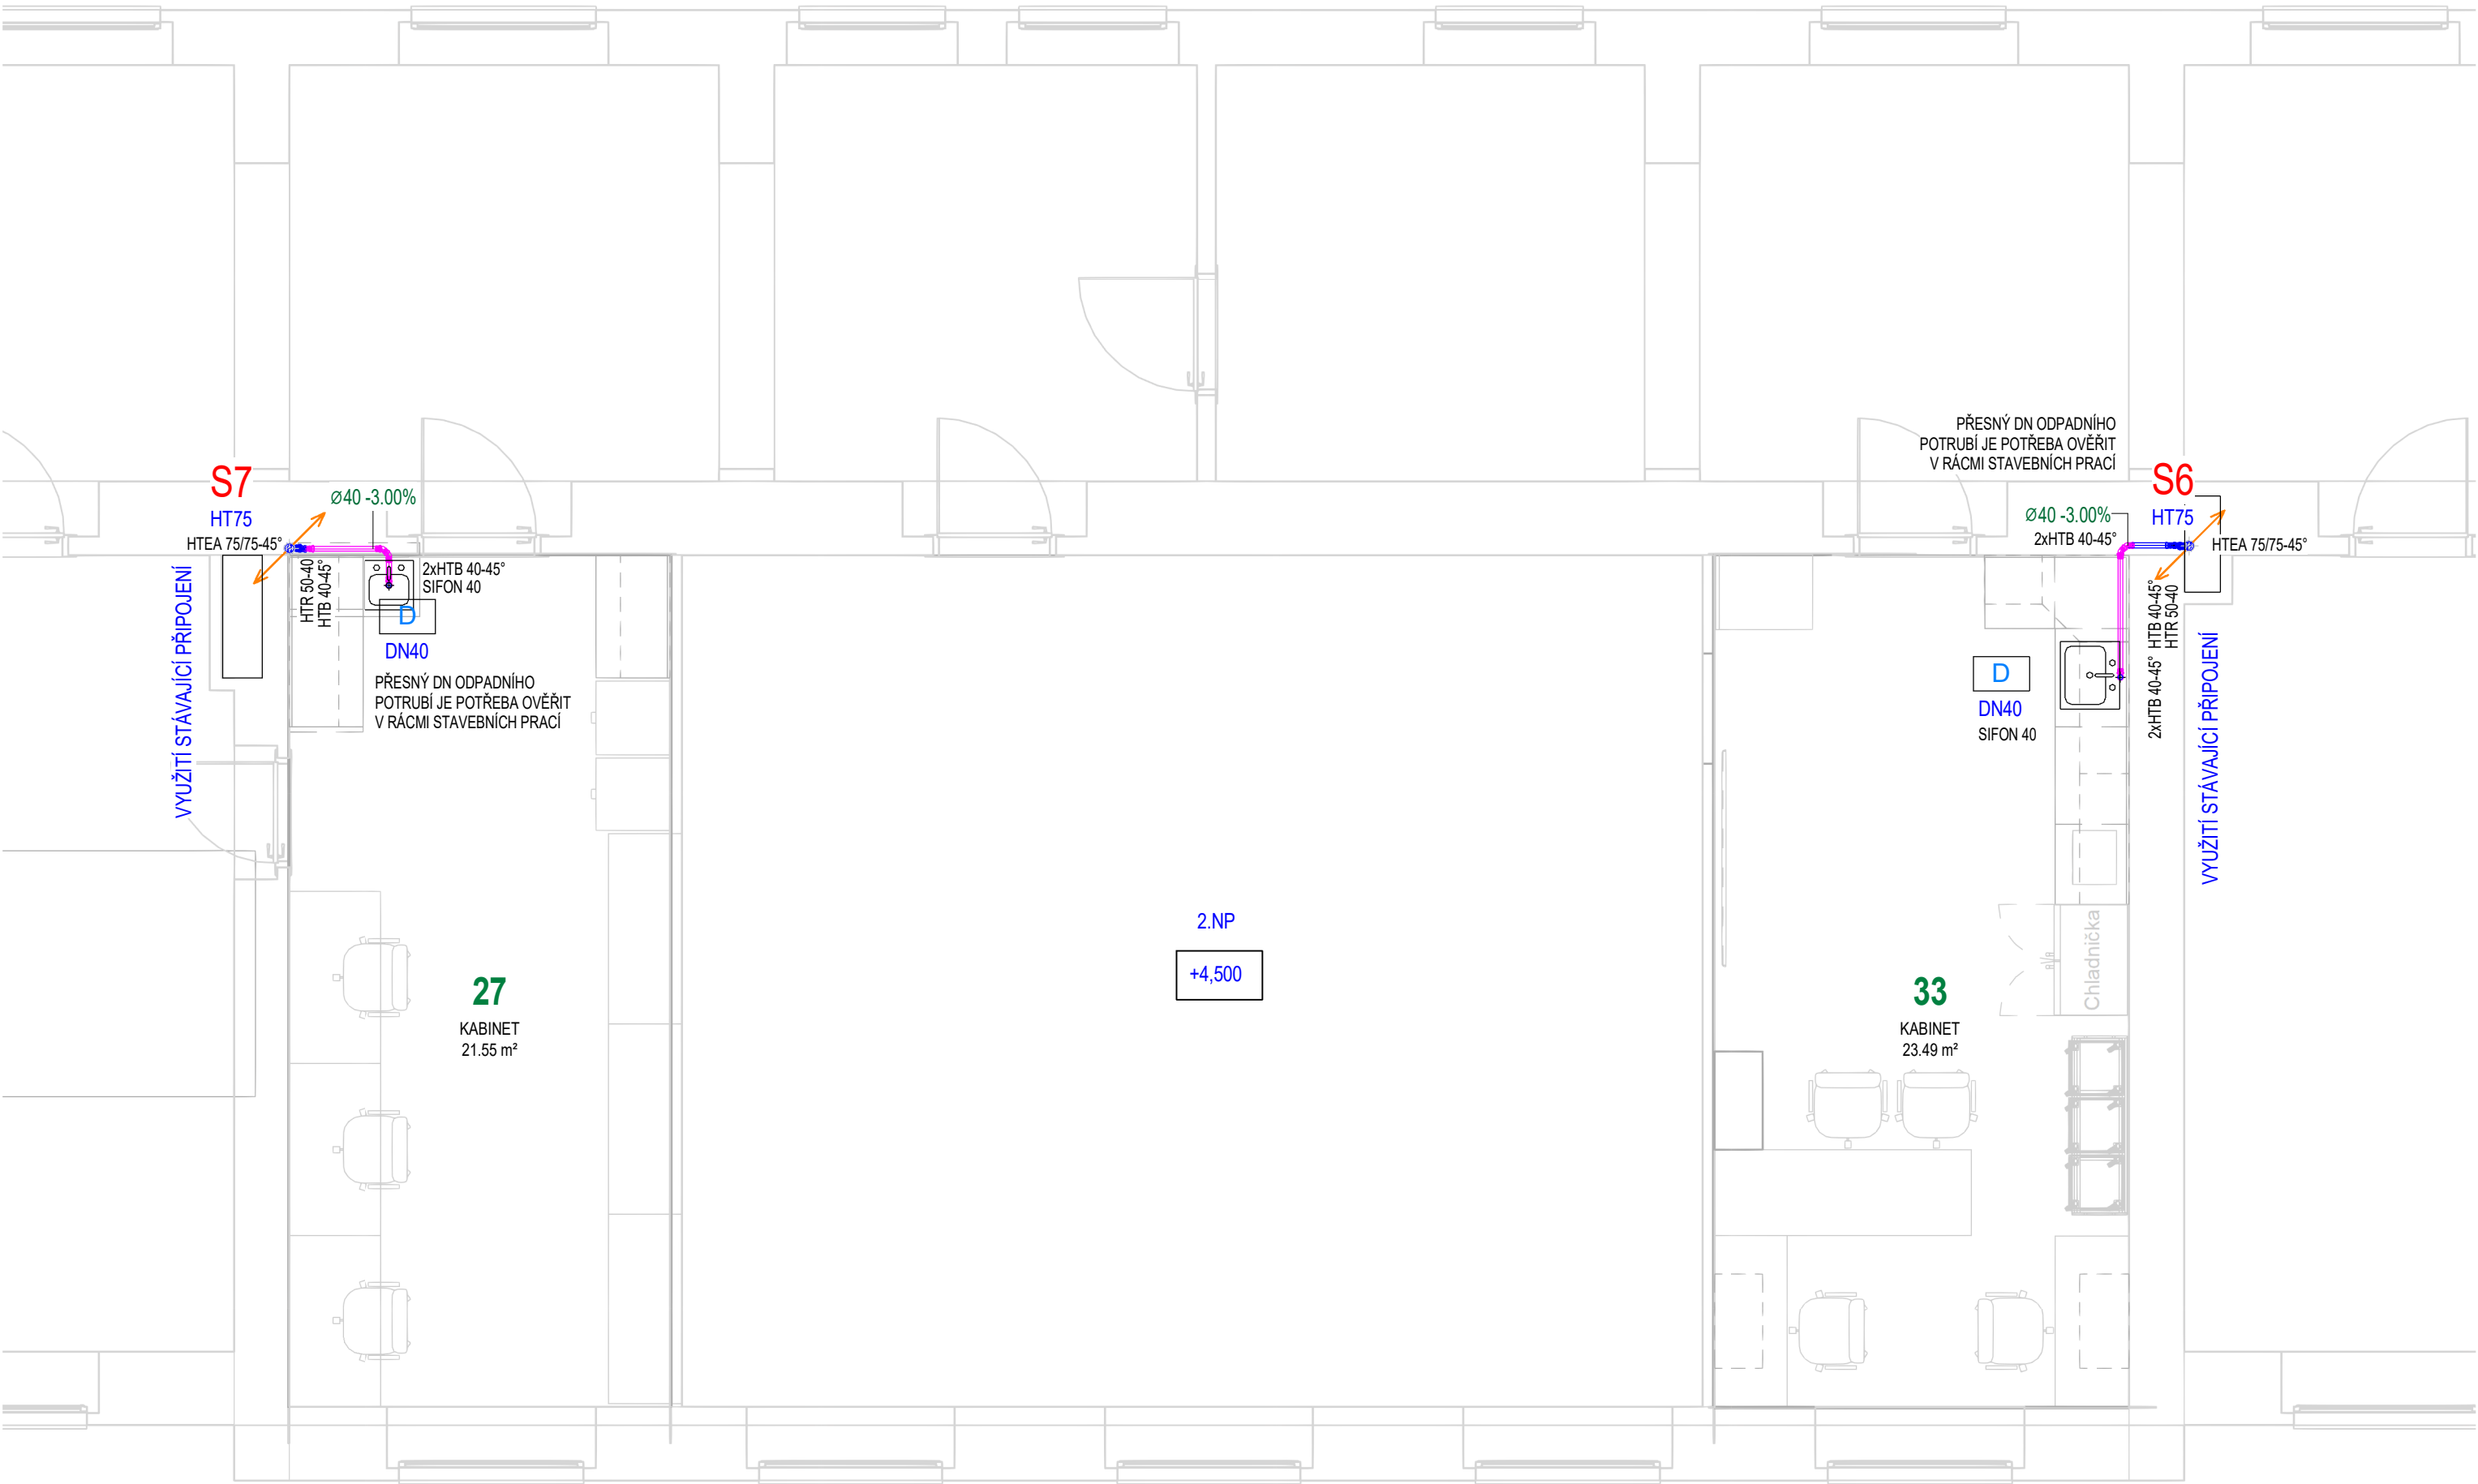 PŘESNÝ DN ODPADNÍHO
POTRUBÍ JE POTŘEBA OVĚŘIT
V RÁCMI STAVEBNÍCH PRACÍ
S7
HT75
HTEA 75/75-45°
Ø40 -3.00%
HTR 50-40
HTB 40-45°
2xHTB 40-45°
SIFON 40
D
DN40
PŘESNÝ DN ODPADNÍHO
POTRUBÍ JE POTŘEBA OVĚŘIT
V RÁCMI STAVEBNÍCH PRACÍ
VYUŽITÍ STÁVAJÍCÍ PŘIPOJENÍ
S6
HT75
Ø40 -3.00%
2xHTB 40-45°
HTEA 75/75-45°
2xHTB 40-45° HTB 40-45°
HTR 50-40
D
DN40
SIFON 40
VYUŽITÍ STÁVAJÍCÍ PŘIPOJENÍ
2.NP
+4,500
27
KABINET
21.55 m²
33
KABINET
23.49 m²
Chladnička